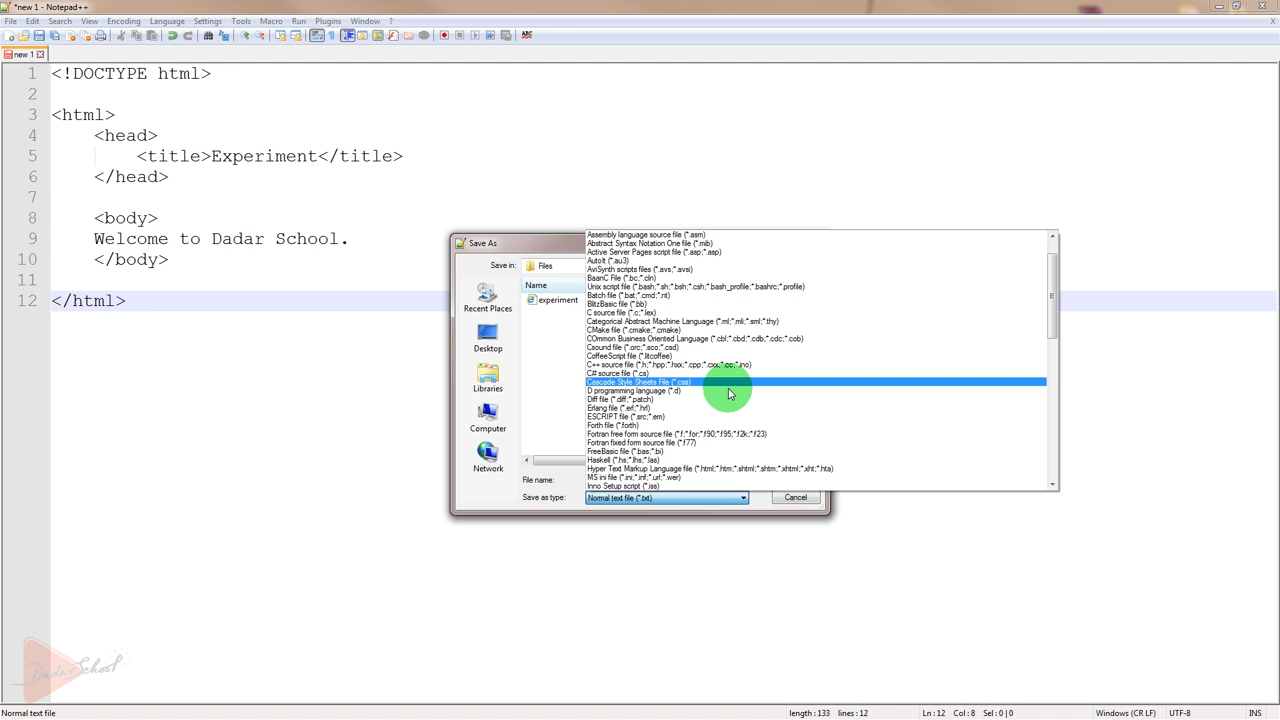 *new 1 - Notepad++
File Edit Search View Encoding Language Settings Tools Macro Run Plugins Window ?
X
new 1
1 <!DOCTYPE html>
2
3 <html>
4 <head>
5 <title>Experiment</title>
6 </head>
7
8 <body>
9 Welcome to Dadar School.
10 </body>
11
12 </html>
Save As
Save in: Files
Name
experiment
Recent Places
Desktop
Libraries
Computer
Network
Assembly language source file (*.asm)
Abstract Syntax Notation One file (*.mib)
Active Server Pages script file (*.asp;*.asp)
AutoIt (*.au3)
AviSynth scripts files (*.avs;*.avsi)
BaanC File (*.bc;*.cln)
Unix script file (*.bash;*.sh;*.bsh;*.csh;*.bash_profile;*.bashrc;*.profile)
Batch file (*.bat;*.cmd;*.nt)
BlitzBasic file (*.bb)
C source file (*.c;*.lex)
Categorical Abstract Machine Language (*.ml;*.mli;*.sml;*.thy)
CMake file (*.cmake;*.cmake)
COmmon Business Oriented Language (*.cbl;*.cbd;*.cdb;*.cdc;*.cob)
Csound file (*.orc;*.sco;*.csd)
CoffeeScript file (*.litcoffee)
C++ source file (*.h;*.hpp;*.hxx;*.cpp;*.cxx;*.cc;*.ino)
C# source file (*.cs)
Cascade Style Sheets File (*.css)
D programming language (*.d)
Diff file (*.diff;*.patch)
Erlang file (*.erl;*.hrl)
ESCRIPT file (*.src;*.em)
Forth file (*.forth)
Fortran free form source file (*.f;*.for;*.f90;*.f95;*.f2k;*.f23)
Fortran fixed form source file (*.f77)
FreeBasic file (*.bas;*.bi)
Haskell (*.hs;*.lhs;*.las)
Hyper Text Markup Language file (*.html;*.htm;*.shtml;*.shtm;*.xhtml;*.xht;*.hta)
MS ini file (*.ini;*.inf;*.url;*.wer)
Inno Setup script (*.iss)
File name:
Save as type: Normal text file (*.txt) Cancel
DadarSchool
Normal text file length : 133 lines : 12 Ln : 12 Col : 8 Sel : 0 | 0 Windows (CR LF) UTF-8 INS